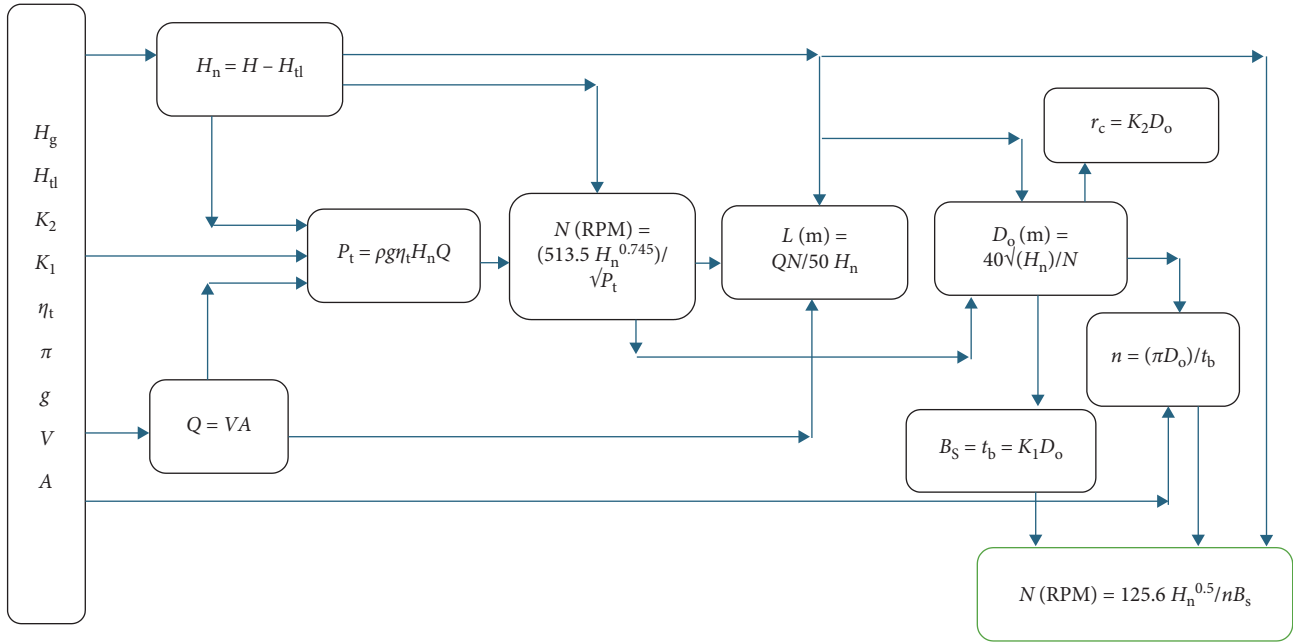 H_g
H_tl
K_2
K_1
η_t
π
g
V
A
H_n = H – H_tl
Q = VA
P_t = ρgη_tH_nQ
N (RPM) =
(513.5 H_n^0.745)/
√P_t
L (m) =
QN/50 H_n
r_c = K_2D_o
D_o (m) =
40√(H_n)/N
n = (πD_o)/t_b
B_S = t_b = K_1D_o
N (RPM) = 125.6 H_n^0.5/nB_s